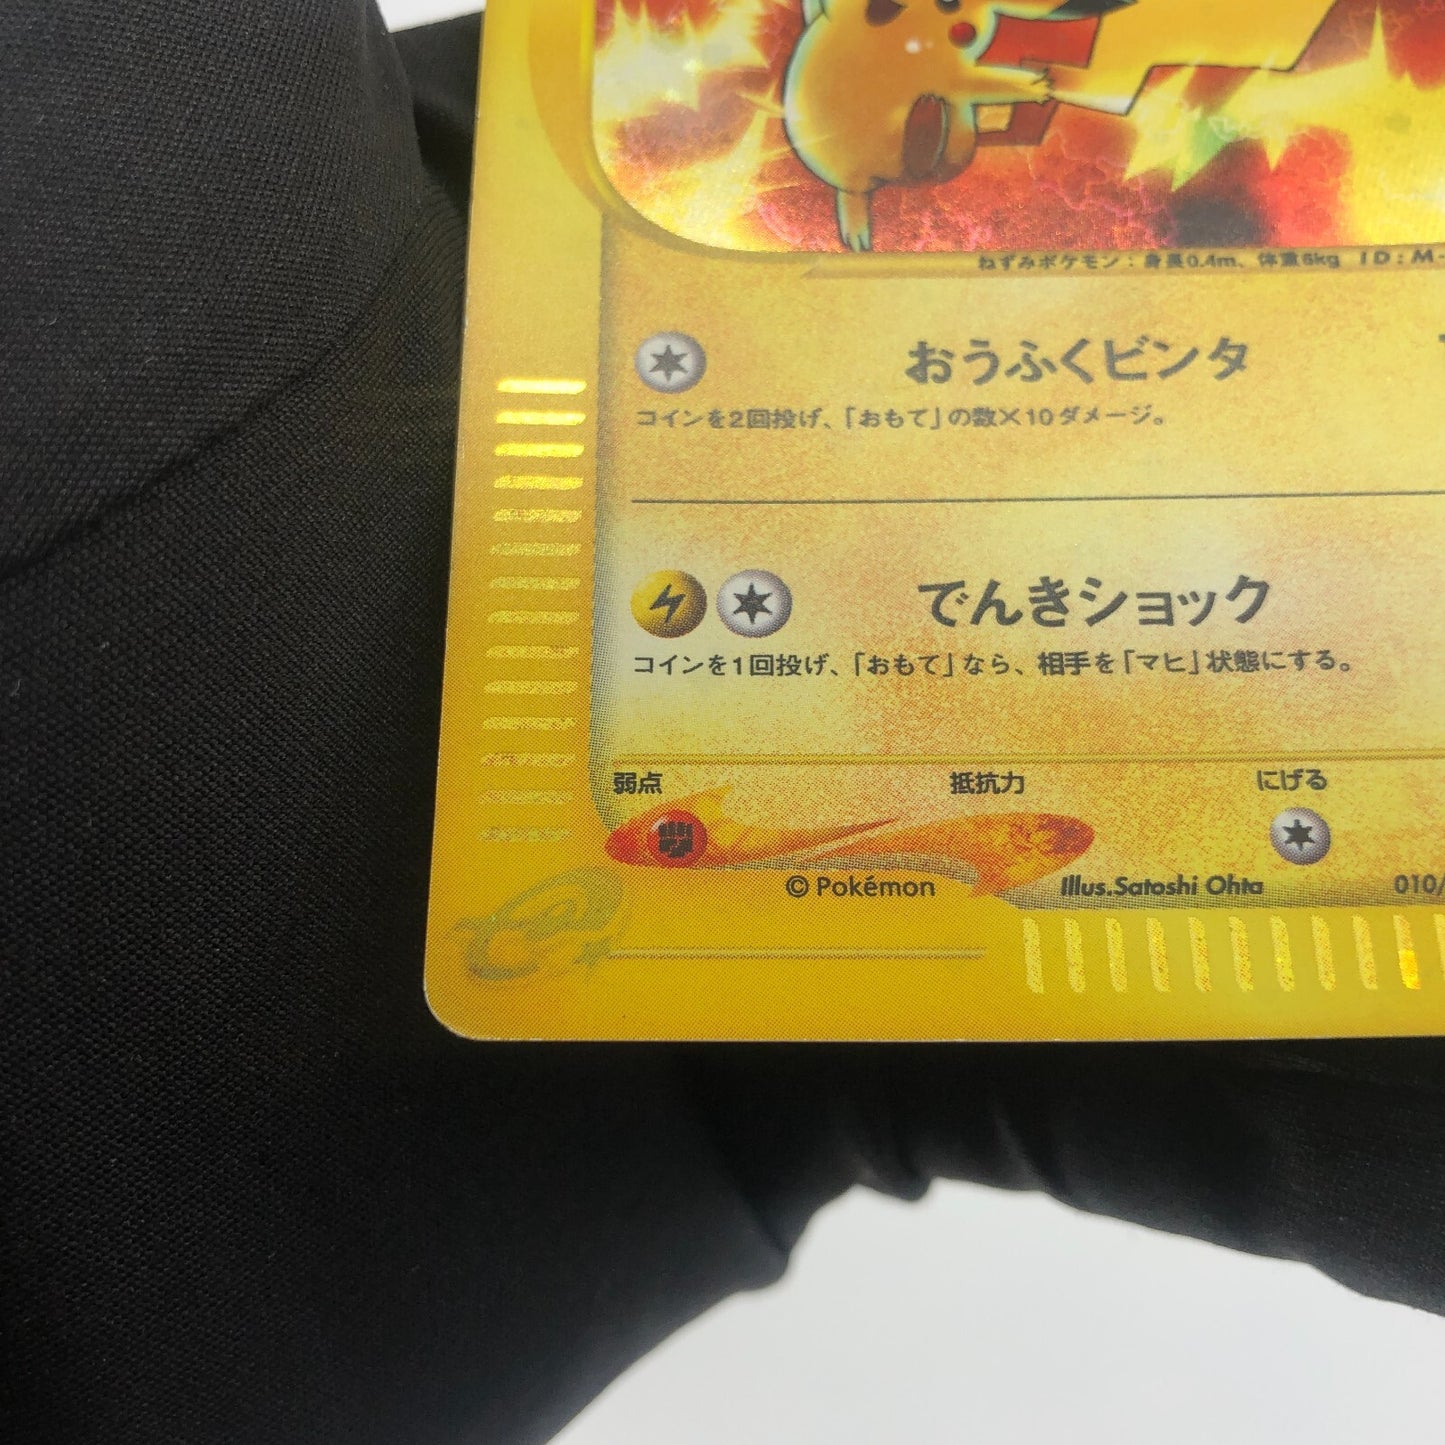 ねずみポケモン：身長0.4m、体重6kg ID:M-
おうふくビンタ
コインを2回投げ、「おもて」の数×10ダメージ。
でんきショック
コインを1回投げ、「おもて」なら、相手を「マヒ」状態にする。
弱点 抵抗力 にげる
© Pokémon Illus.Satoshi Ohta 010/